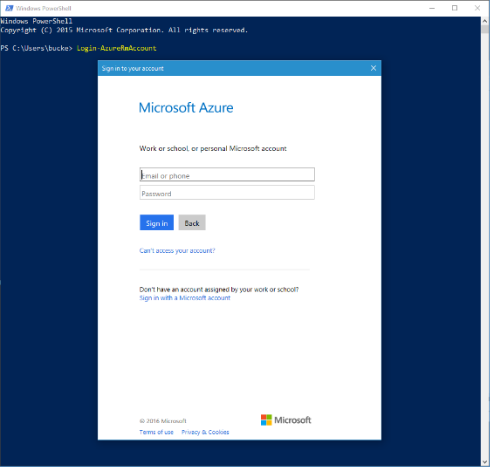 Windows PowerShell
Windows PowerShell
Copyright (C) 2015 Microsoft Corporation. All rights reserved.
PS C:\Users\bucke> Login-AzureRmAccount
Sign in to your account
Microsoft Azure
Work or school, or personal Microsoft account
Email or phone
Password
Sign in Back
Can't access your account?
Don't have an account assigned by your work or school?
Sign in with a Microsoft account
© 2016 Microsoft
Microsoft
Terms of use Privacy & Cookies